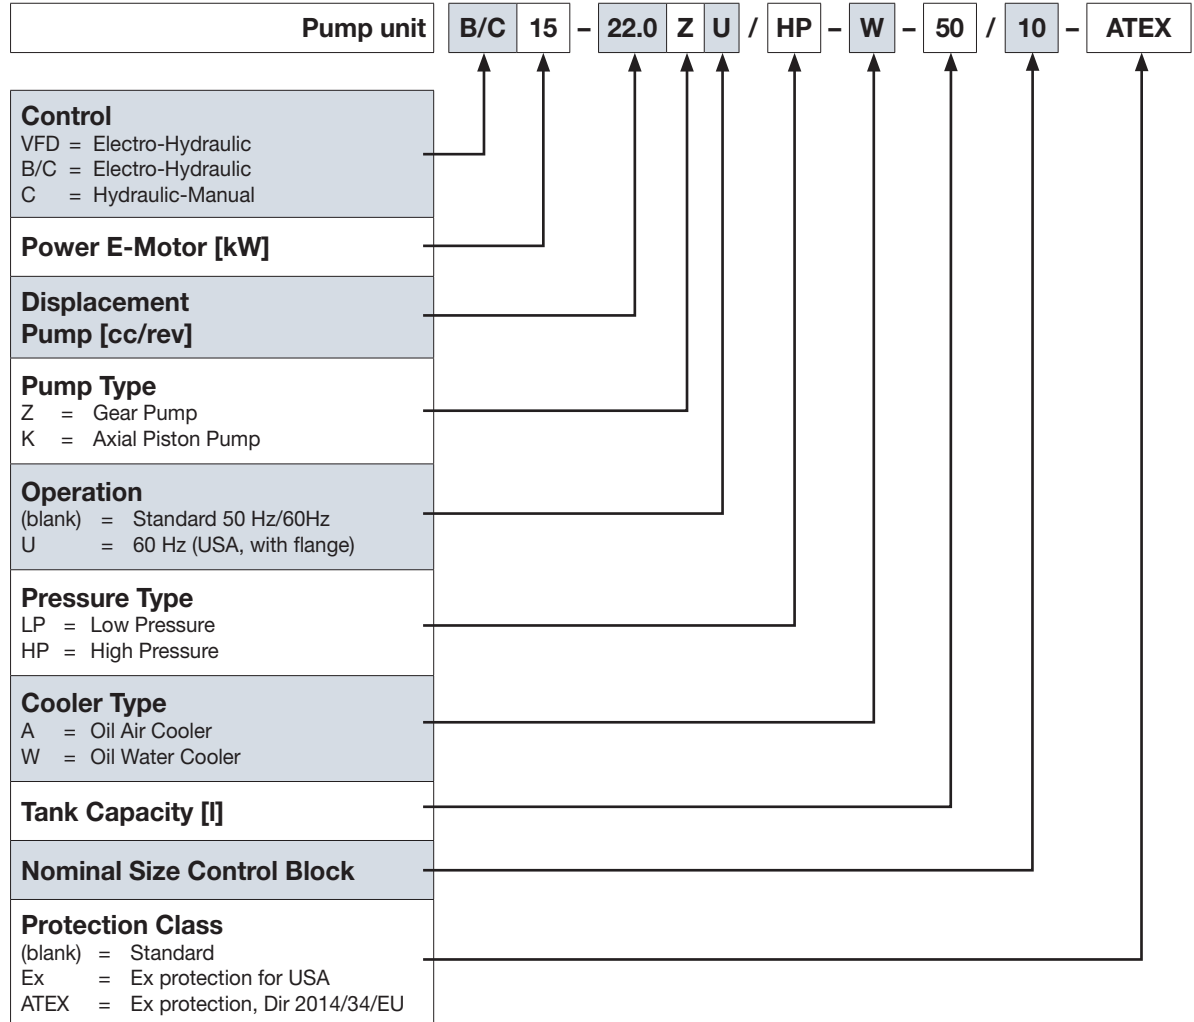 Pump unit B/C 15 – 22.0 Z U / HP – W – 50 / 10 – ATEX
Control
VFD = Electro-Hydraulic
B/C = Electro-Hydraulic
C = Hydraulic-Manual
Power E-Motor [kW]
Displacement
Pump [cc/rev]
Pump Type
Z = Gear Pump
K = Axial Piston Pump
Operation
(blank) = Standard 50 Hz/60Hz
U = 60 Hz (USA, with flange)
Pressure Type
LP = Low Pressure
HP = High Pressure
Cooler Type
A = Oil Air Cooler
W = Oil Water Cooler
Tank Capacity [l]
Nominal Size Control Block
Protection Class
(blank) = Standard
Ex = Ex protection for USA
ATEX = Ex protection, Dir 2014/34/EU